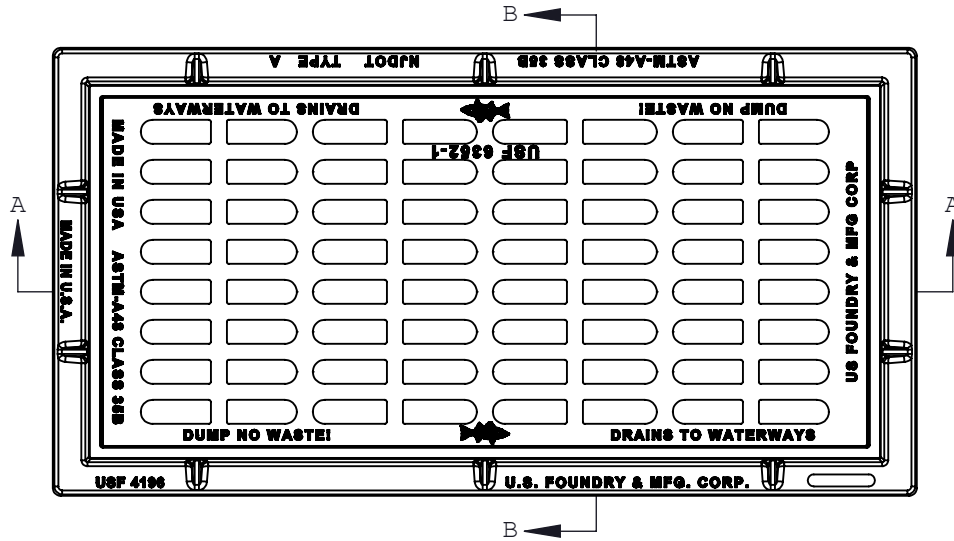 B
NJDOT TYPE A
ASTM-A48 CLASS 35B
DRAINS TO WATERWAYS
DUMP NO WASTE!
USF 6352-1
MADE IN USA ASTM-A48 CLASS 35B
US FOUNDRY & MFG CORP
A
A
MADE IN U.S.A.
DUMP NO WASTE!
DRAINS TO WATERWAYS
USF 4196
U.S. FOUNDRY & MFG. CORP.
B